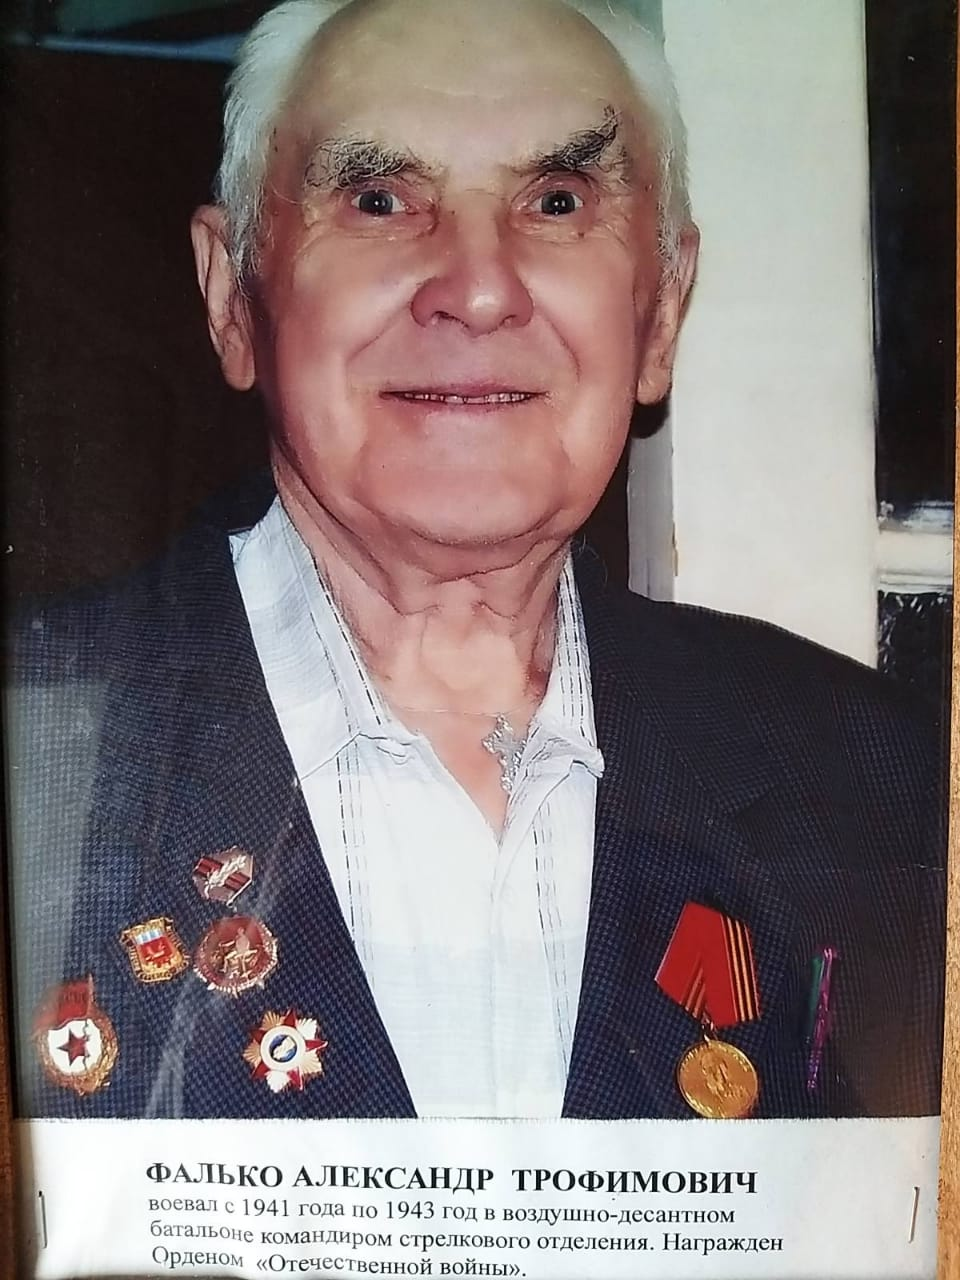 ФАЛЬКО АЛЕКСАНДР ТРОФИМОВИЧ
воевал с 1941 года по 1943 год в воздушно-десантном
батальоне командиром стрелкового отделения. Награжден
Орденом «Отечественной войны».